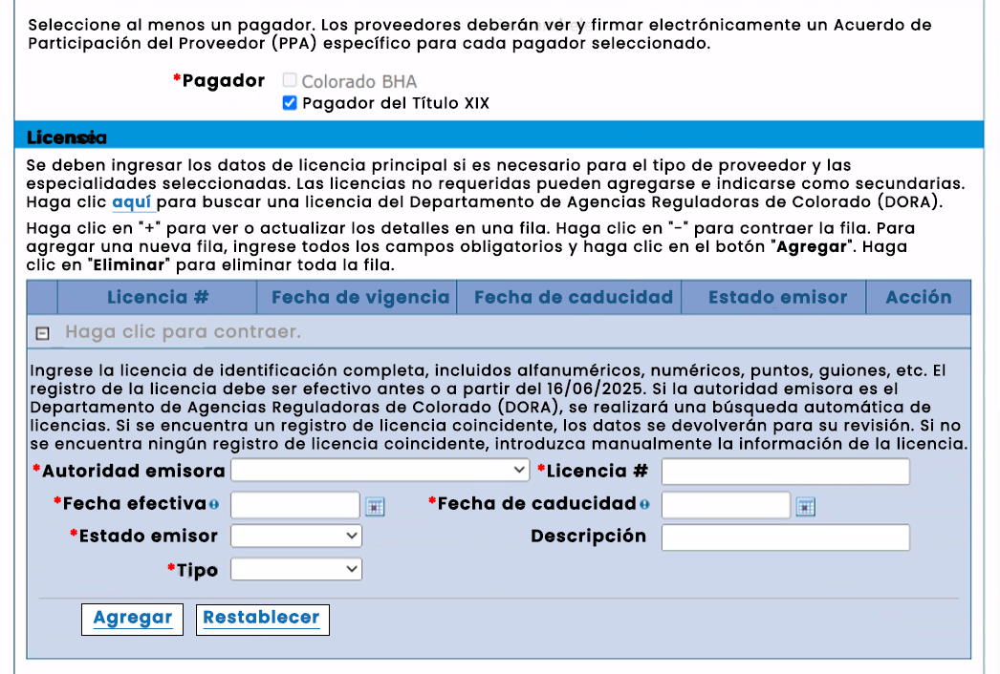 Seleccione al menos un pagador. Los proveedores deberán ver y firmar electrónicamente un Acuerdo de
Participación del Proveedor (PPA) específico para cada pagador seleccionado.
*Pagador Colorado BHA
Pagador del Título XIX
Licencia
Se deben ingresar los datos de licencia principal si es necesario para el tipo de proveedor y las
especialidades seleccionadas. Las licencias no requeridas pueden agregarse e indicarse como secundarias.
Haga clic aquí para buscar una licencia del Departamento de Agencias Reguladoras de Colorado (DORA).
Haga clic en "+" para ver o actualizar los detalles en una fila. Haga clic en "-" para contraer la fila. Para
agregar una nueva fila, ingrese todos los campos obligatorios y haga clic en el botón "Agregar". Haga
clic en "Eliminar" para eliminar toda la fila.
Licencia # Fecha de vigencia Fecha de caducidad Estado emisor Acción
Haga clic para contraer.
Ingrese la licencia de identificación completa, incluidos alfanuméricos, numéricos, puntos, guiones, etc. El
registro de la licencia debe ser efectivo antes o a partir del 16/06/2025. Si la autoridad emisora es el
Departamento de Agencias Reguladoras de Colorado (DORA), se realizará una búsqueda automática de
licencias. Si se encuentra un registro de licencia coincidente, los datos se devolverán para su revisión. Si no
se encuentra ningún registro de licencia coincidente, introduzca manualmente la información de la licencia.
*Autoridad emisora *Licencia #
*Fecha efectiva *Fecha de caducidad
*Estado emisor Descripción
*Tipo
Agregar Restablecer